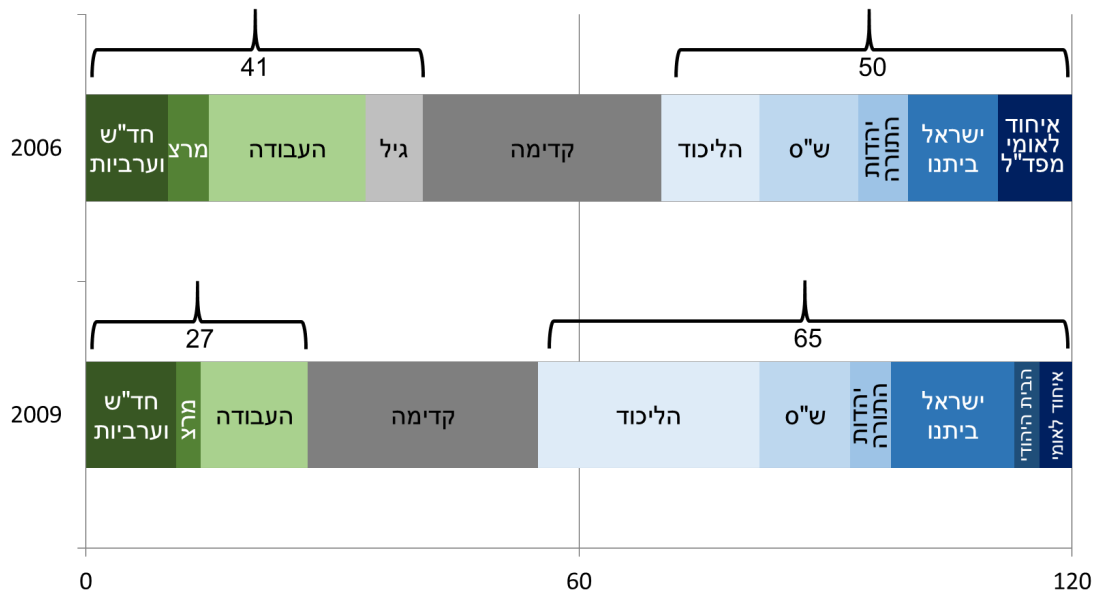 41
50
2006
חד"ש
וערביות
מרצ
העבודה
גיל
קדימה
הליכוד
ש"ס
יהדות
התורה
ישראל
ביתנו
איחוד
לאומי
מפד"ל
27
65
2009
חד"ש
וערביות
מרצ
העבודה
קדימה
הליכוד
ש"ס
יהדות
התורה
ישראל
ביתנו
הבית היהודי
איחוד לאומי
0
60
120